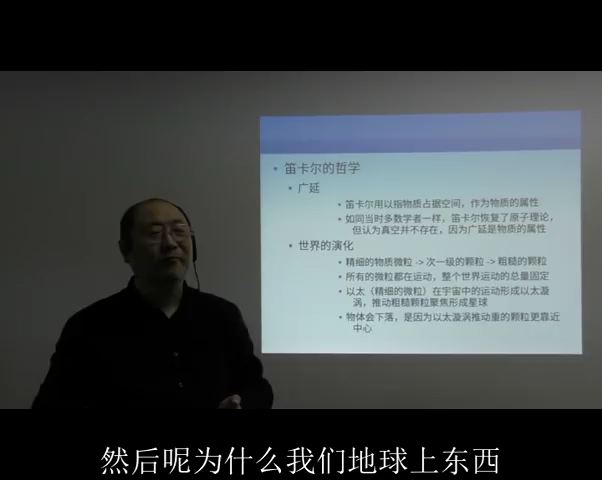 笛卡尔的哲学
广延
笛卡尔用以指物质占据空间，作为物质的属性
如同当时多数学者一样，笛卡尔恢复了原子理论，
但认为真空并不存在，因为广延是物质的属性
世界的演化
精细的物质微粒 -> 次一级的颗粒 -> 粗糙的颗粒
所有的微粒都在运动，整个世界运动的总量固定
以太（精细的微粒）在宇宙中的运动形成以太漩
涡，推动粗糙颗粒聚焦形成星球
物体会下落，是因为以太漩涡推动重的颗粒更靠近
中心
然后呢为什么我们地球上东西